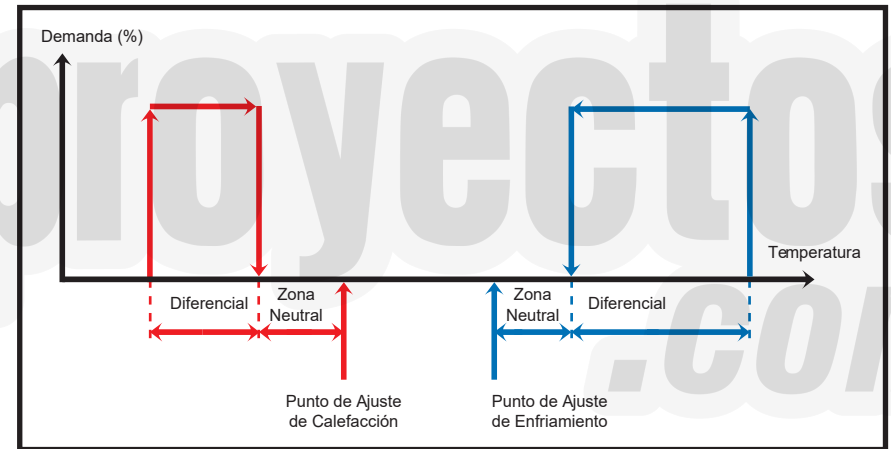 Demanda (%)
Temperatura
Diferencial
Zona
Neutral
Zona
Neutral
Diferencial
Punto de Ajuste
de Calefacción
Punto de Ajuste
de Enfriamiento
proyectos
.com